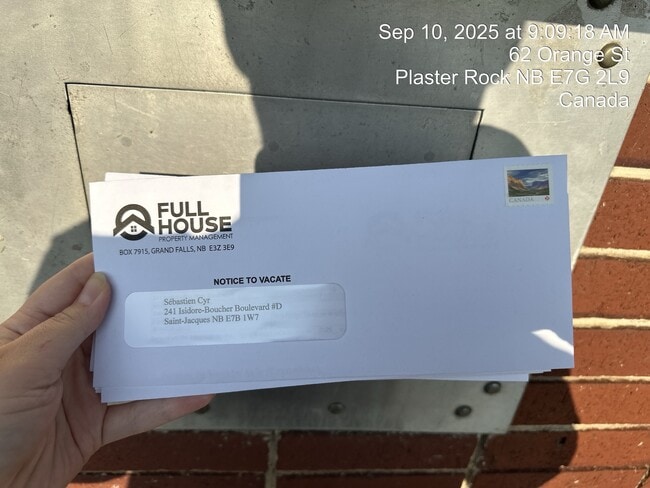 Sep 10, 2025 at 9:09:18 AM
62 Orange St
Plaster Rock NB E7G 2L9
Canada
FULL
HOUSE
PROPERTY MANAGEMENT
BOX 7915, GRAND FALLS, NB E3Z 3E9
CANADA
P
NOTICE TO VACATE
Sébastien Cyr
241 Isidore-Boucher Boulevard #D
Saint-Jacques NB E7B 1W7